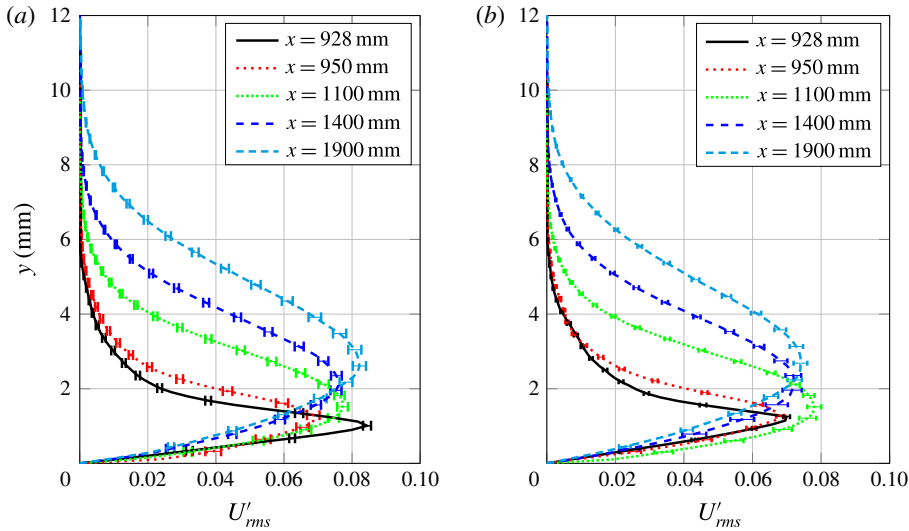 (a)
12
10
8
6
4
2
0
y (mm)
x = 928 mm
x = 950 mm
x = 1100 mm
x = 1400 mm
x = 1900 mm
0 0.02 0.04 0.06 0.08 0.10
U′rms
(b)
12
10
8
6
4
2
0
x = 928 mm
x = 950 mm
x = 1100 mm
x = 1400 mm
x = 1900 mm
0 0.02 0.04 0.06 0.08 0.10
U′rms